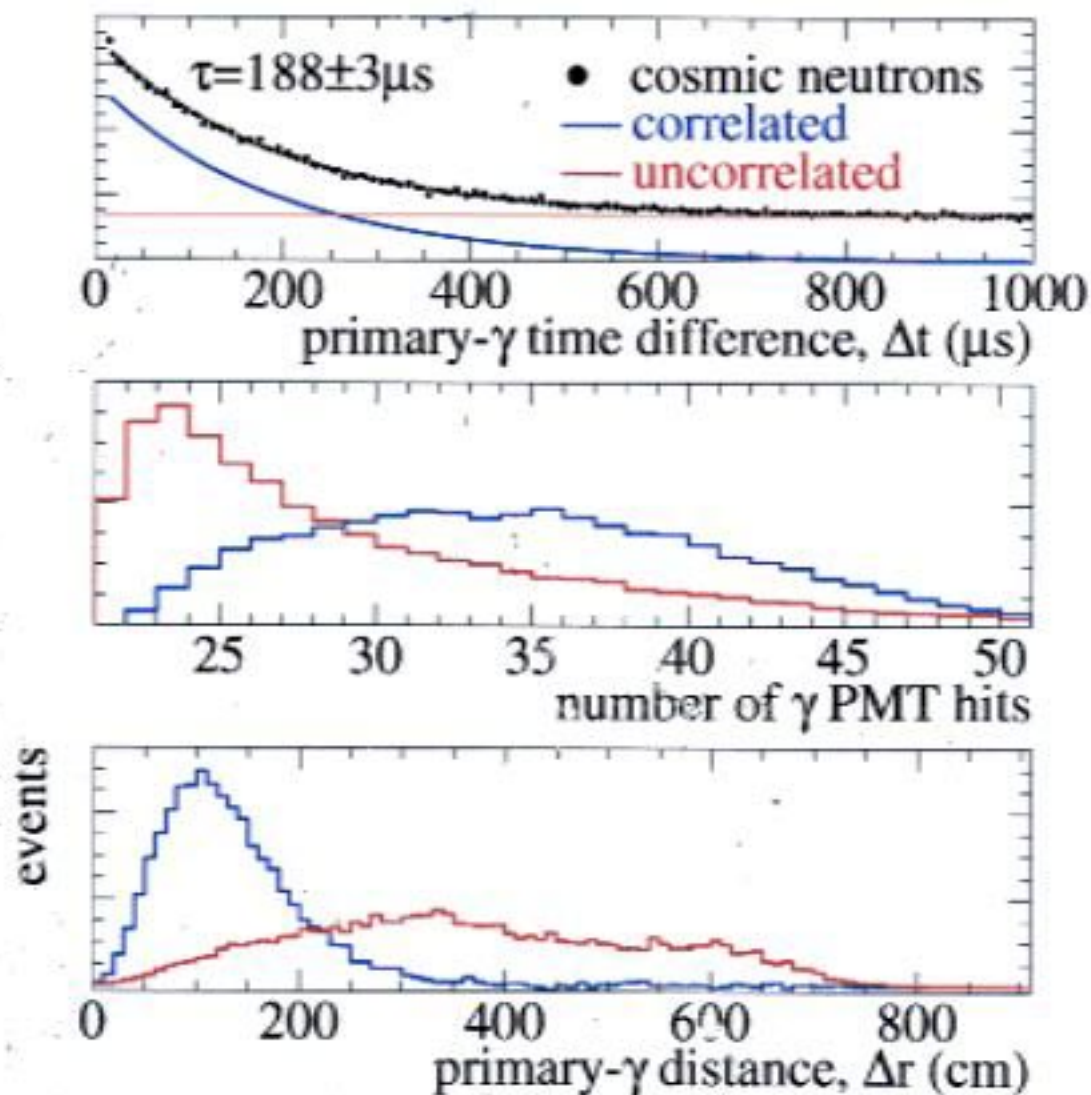 τ=188±3μs
cosmic neutrons
correlated
uncorrelated
0 200 400 600 800 1000
primary-γ time difference, Δt (μs)
25 30 35 40 45 50
number of γ PMT hits
events
0 200 400 600 800
primary-γ distance, Δr (cm)